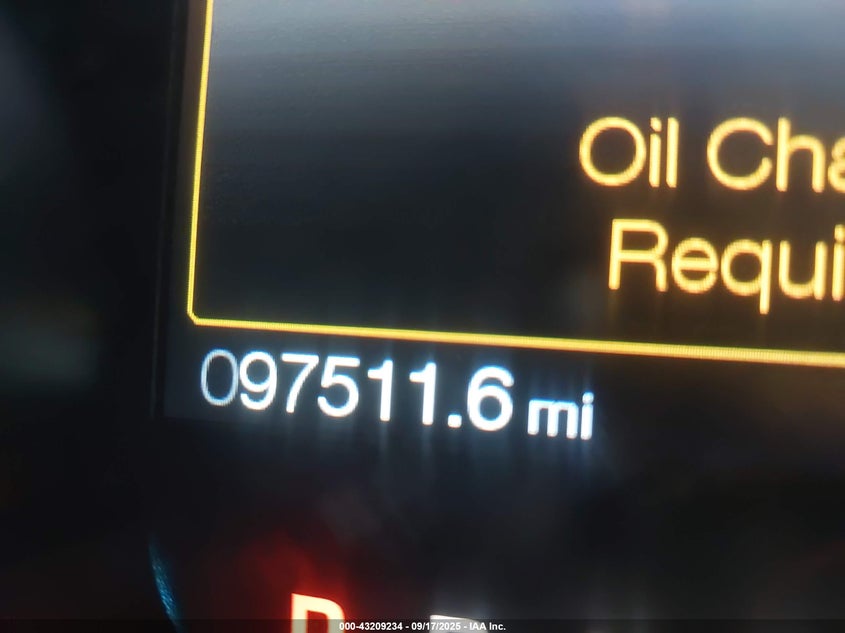 Oil Cha
Requi
097511.6 mi
000-43209234 - 09/17/2025 - IAA Inc.